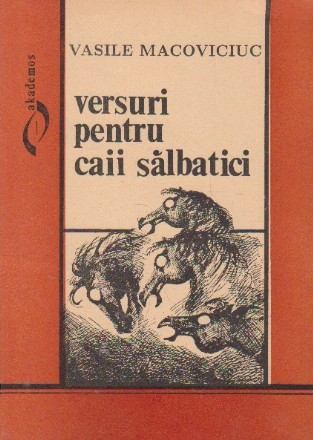 akademos
VASILE MACOVICIUC
versuri
pentru
caii sălbatici